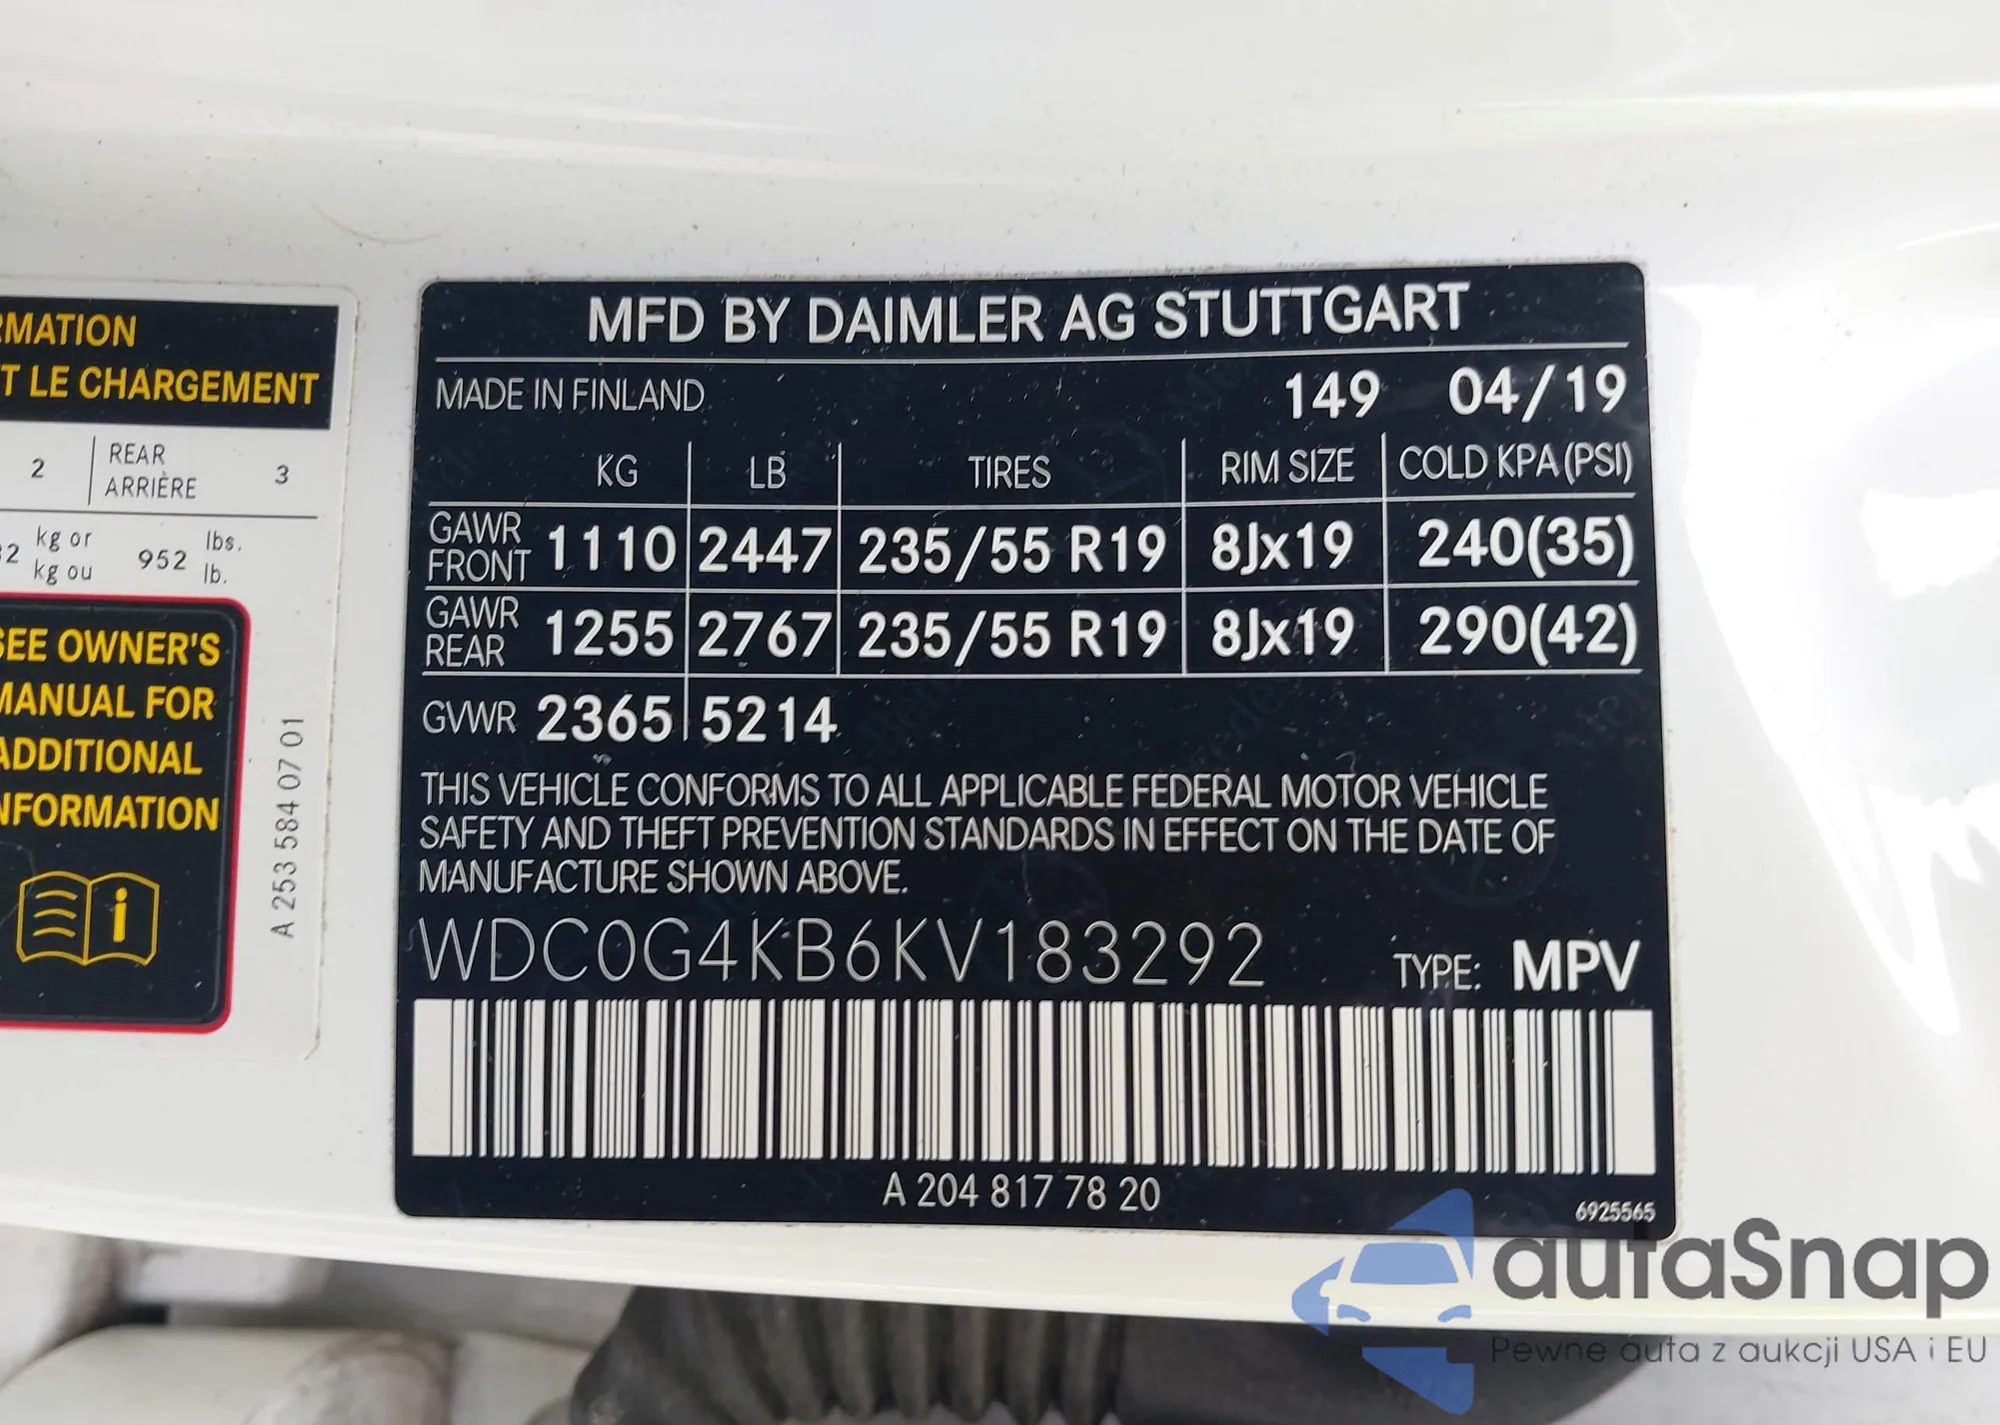 RMATION
T LE CHARGEMENT
2 REAR 3
ARRIÈRE
2 kg or 952 lbs.
kg ou lb.
SEE OWNER'S
MANUAL FOR
ADDITIONAL
INFORMATION
A 253 584 07 01
MFD BY DAIMLER AG STUTTGART
MADE IN FINLAND 149 04/19
KG LB TIRES RIM SIZE COLD KPA (PSI)
GAWR FRONT 1110 2447 235/55 R19 8Jx19 240(35)
GAWR REAR 1255 2767 235/55 R19 8Jx19 290(42)
GVWR 2365 5214
THIS VEHICLE CONFORMS TO ALL APPLICABLE FEDERAL MOTOR VEHICLE
SAFETY AND THEFT PREVENTION STANDARDS IN EFFECT ON THE DATE OF
MANUFACTURE SHOWN ABOVE.
WDC0G4KB6KV183292 TYPE: MPV
A 204 817 78 20
6925565
autaSnap
Pewne auta z aukcji USA i EU